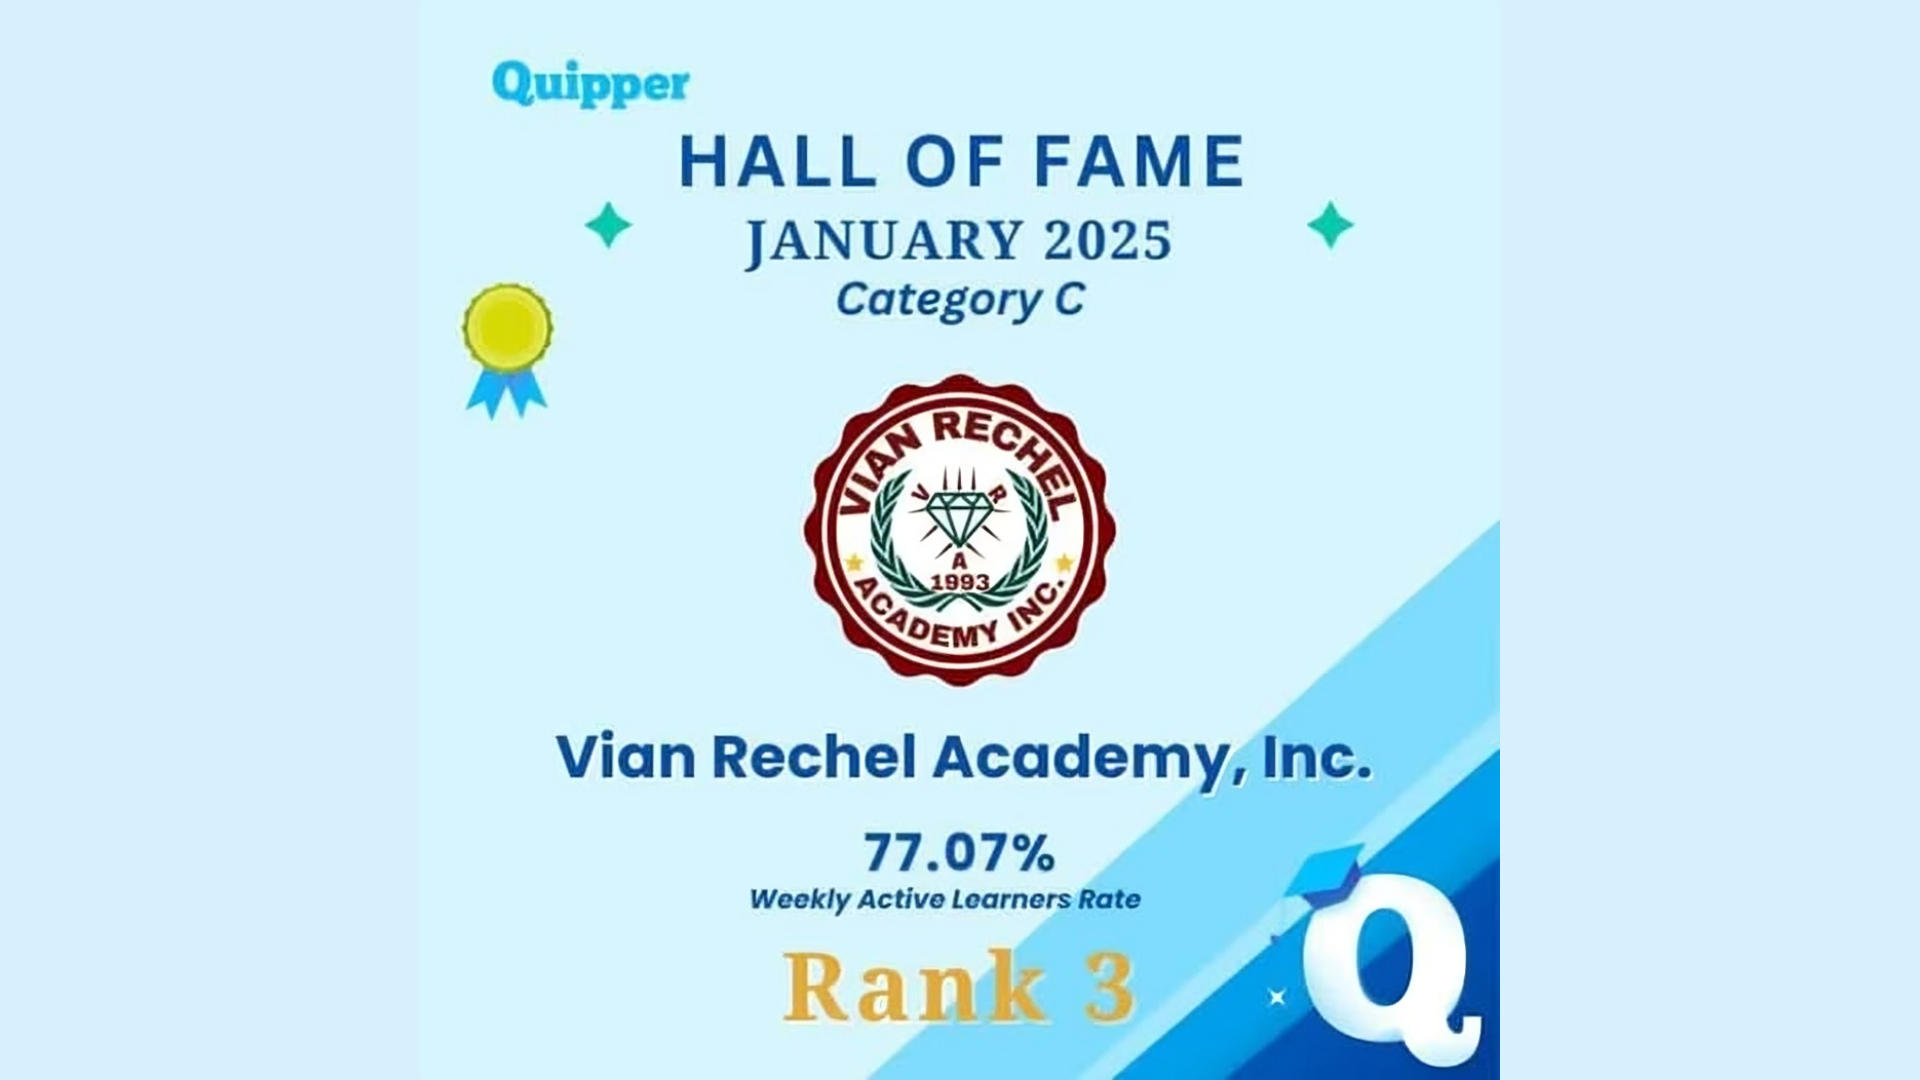 Quipper
HALL OF FAME
JANUARY 2025
Category C
VIAN RECHEL
V R
A
1993
ACADEMY INC.
Vian Rechel Academy, Inc.
77.07%
Weekly Active Learners Rate
Rank 3
Q